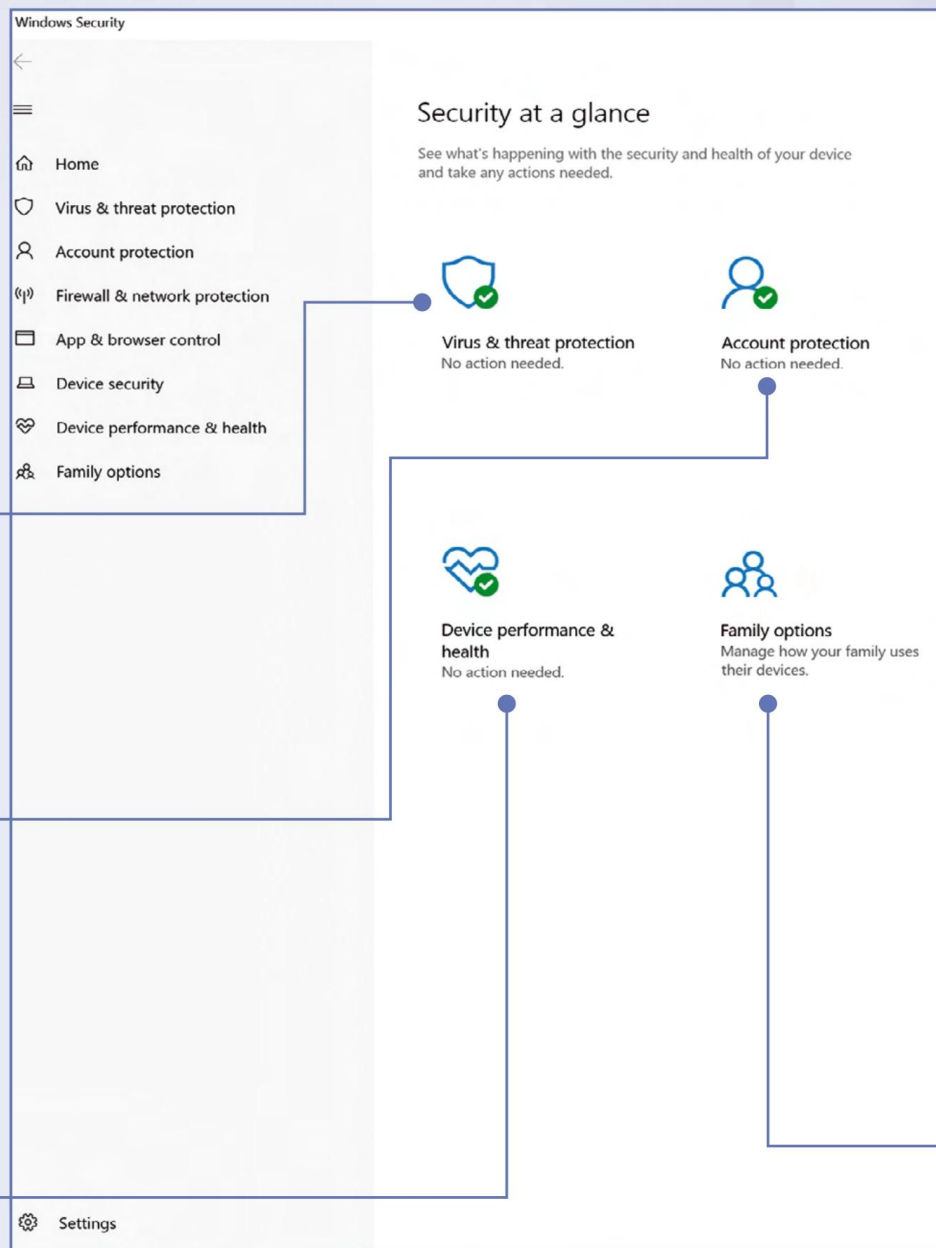 Windows Security
Home
Virus & threat protection
Account protection
Firewall & network protection
App & browser control
Device security
Device performance & health
Family options
Settings
Security at a glance
See what's happening with the security and health of your device
and take any actions needed.
Virus & threat protection
No action needed.
Account protection
No action needed.
Device performance &
health
No action needed.
Family options
Manage how your family uses
their devices.